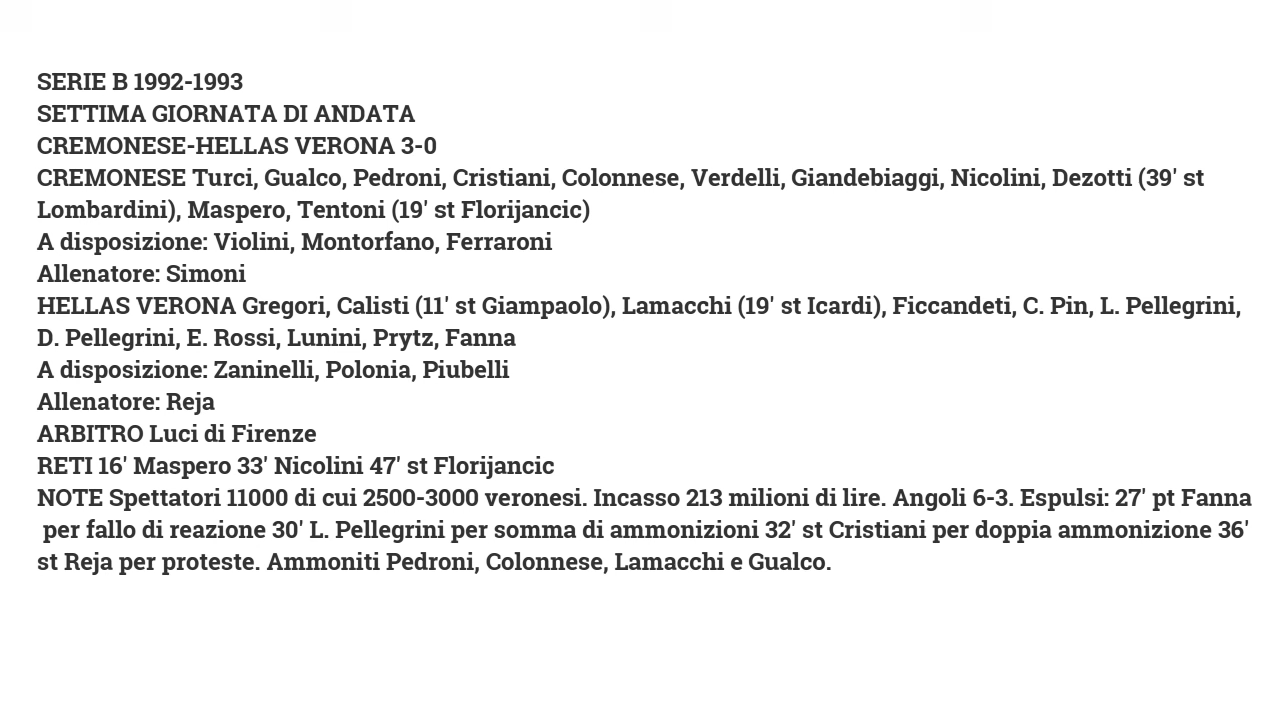 SERIE B 1992-1993
SETTIMA GIORNATA DI ANDATA
CREMONESE-HELLAS VERONA 3-0
CREMONESE Turci, Gualco, Pedroni, Cristiani, Colonnese, Verdelli, Giandebiaggi, Nicolini, Dezotti (39' st
Lombardini), Maspero, Tentoni (19' st Florijancic)
A disposizione: Violini, Montorfano, Ferraroni
Allenatore: Simoni
HELLAS VERONA Gregori, Calisti (11' st Giampaolo), Lamacchi (19' st Icardi), Ficcandeti, C. Pin, L. Pellegrini,
D. Pellegrini, E. Rossi, Lunini, Prytz, Fanna
A disposizione: Zaninelli, Polonia, Piubelli
Allenatore: Reja
ARBITRO Luci di Firenze
RETI 16' Maspero 33' Nicolini 47' st Florijancic
NOTE Spettatori 11000 di cui 2500-3000 veronesi. Incasso 213 milioni di lire. Angoli 6-3. Espulsi: 27' pt Fanna
per fallo di reazione 30' L. Pellegrini per somma di ammonizioni 32' st Cristiani per doppia ammonizione 36'
st Reja per proteste. Ammoniti Pedroni, Colonnese, Lamacchi e Gualco.